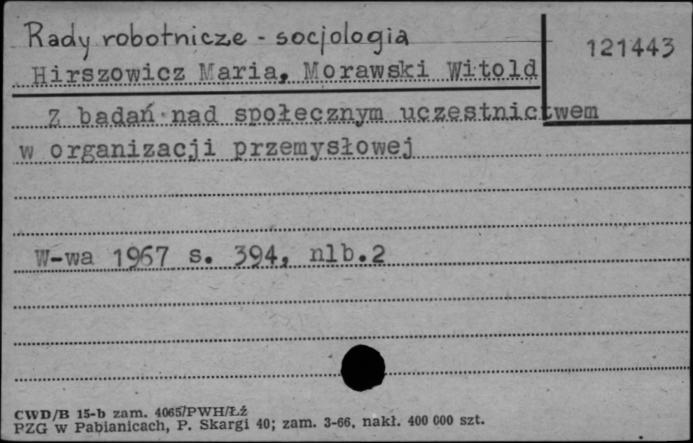 Rady robotnicze - socjologia
121443
Hirszowicz Maria, Morawski Witold
Z badań nad społecznym uczestnictwem
w organizacji przemysłowej
W-wa 1967 s. 394, nlb.2
CWD/B 15-b zam. 4065/PWH/Łż
PZG w Pabianicach, P. Skargi 40; zam. 3-66, nakł. 400 000 szt.